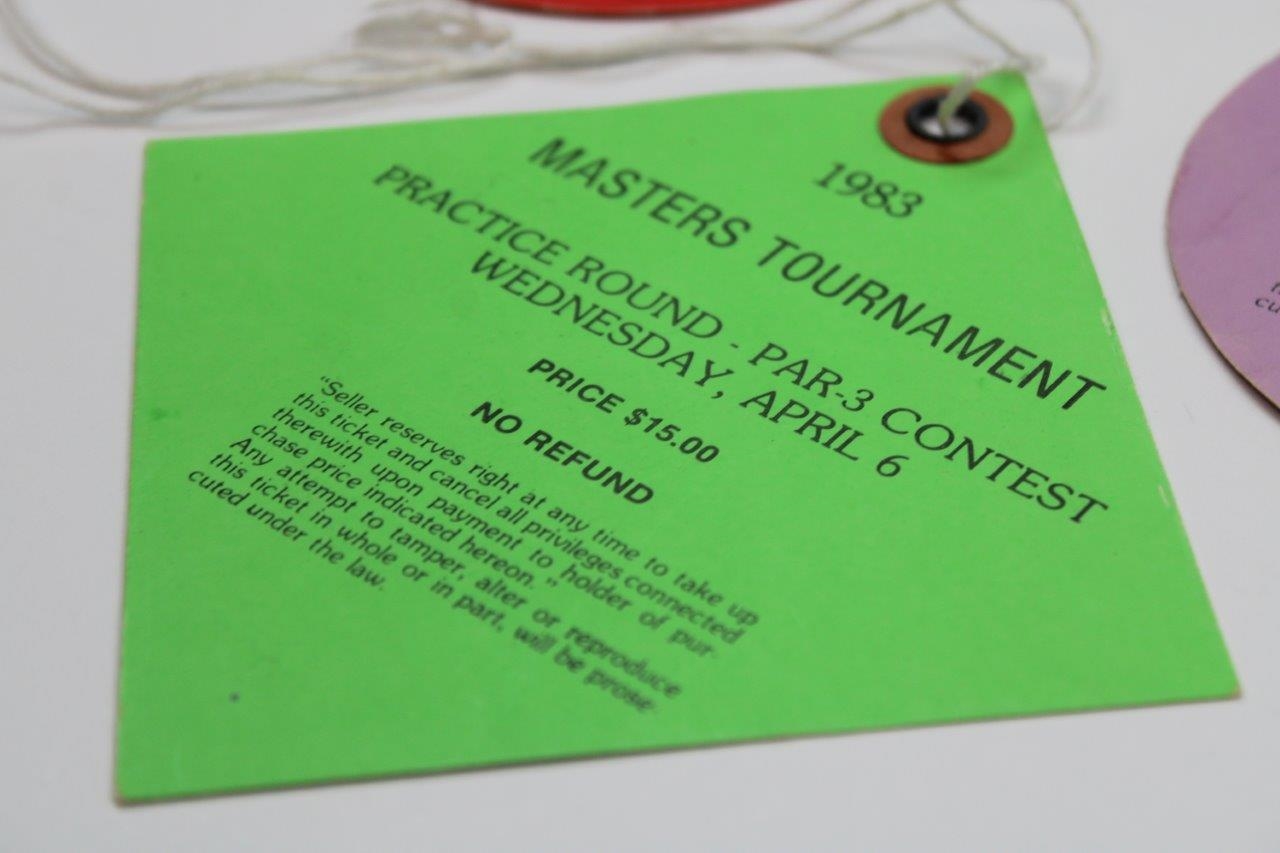 1983
MASTERS TOURNAMENT
PRACTICE ROUND - PAR-3 CONTEST
WEDNESDAY, APRIL 6
PRICE $15.00
NO REFUND
"Seller reserves right at any time to take up
this ticket and cancel all privileges connected
therewith upon payment to holder of pur-
chase price indicated hereon."
Any attempt to tamper, alter or reproduce
this ticket in whole or in part, will be prose-
cuted under the law.